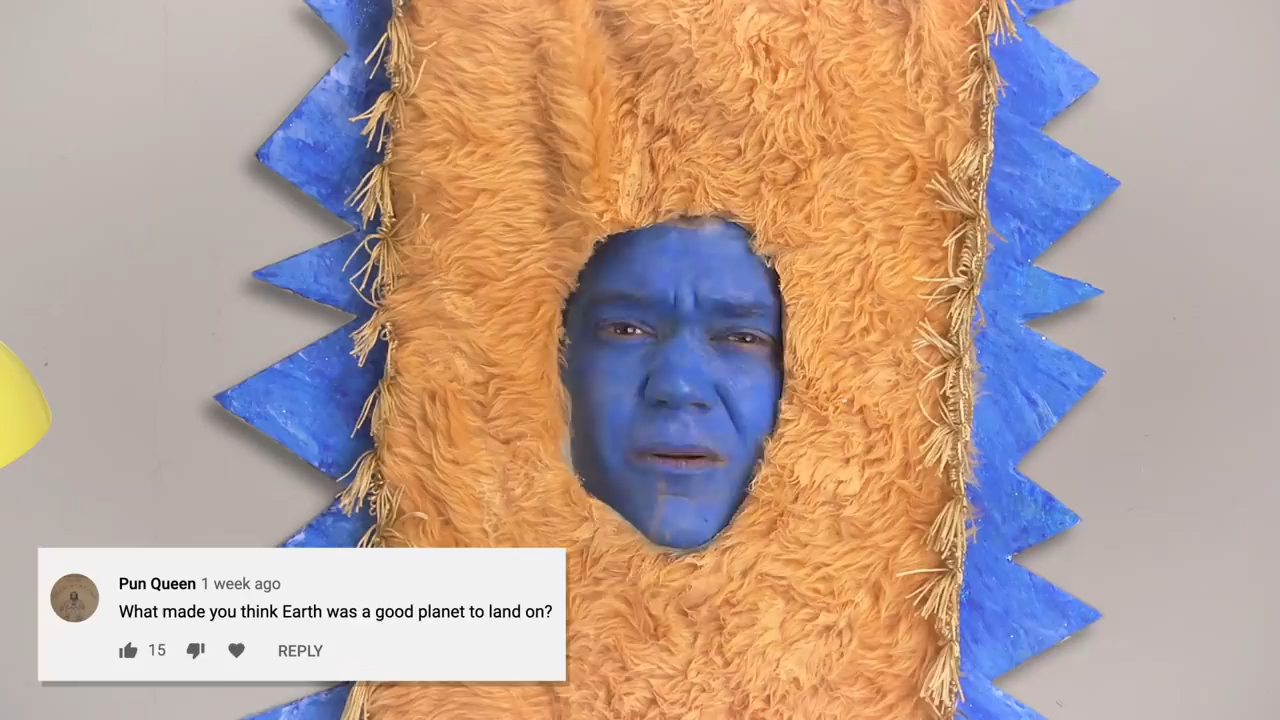 Pun Queen 1 week ago
What made you think Earth was a good planet to land on?
15 REPLY